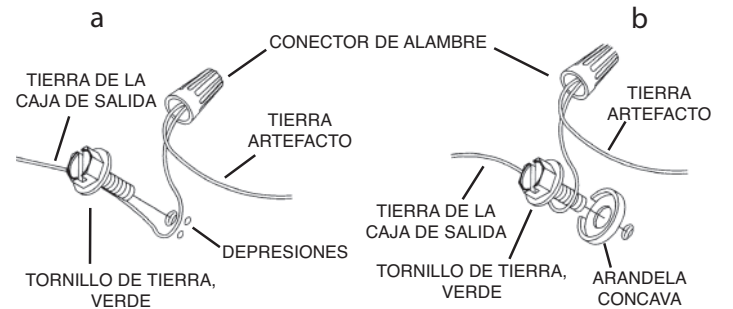 a
b
CONECTOR DE ALAMBRE
TIERRA DE LA
CAJA DE SALIDA
TIERRA
ARTEFACTO
DEPRESIONES
TORNILLO DE TIERRA,
VERDE
TIERRA
ARTEFACTO
TIERRA DE LA
CAJA DE SALIDA
TORNILLO DE TIERRA,
VERDE
ARANDELA
CONCAVA